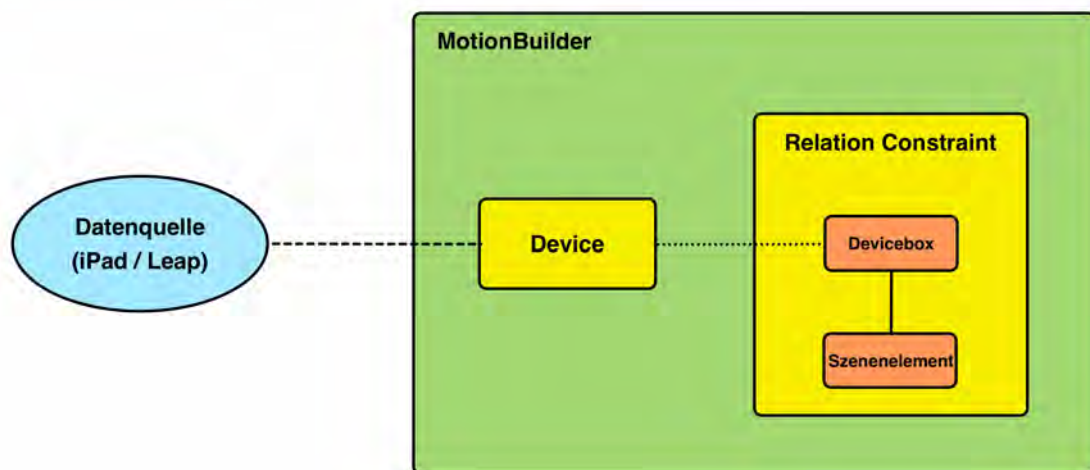 MotionBuilder
Relation Constraint
Datenquelle
(iPad / Leap)
Device
Devicebox
Szenenelement